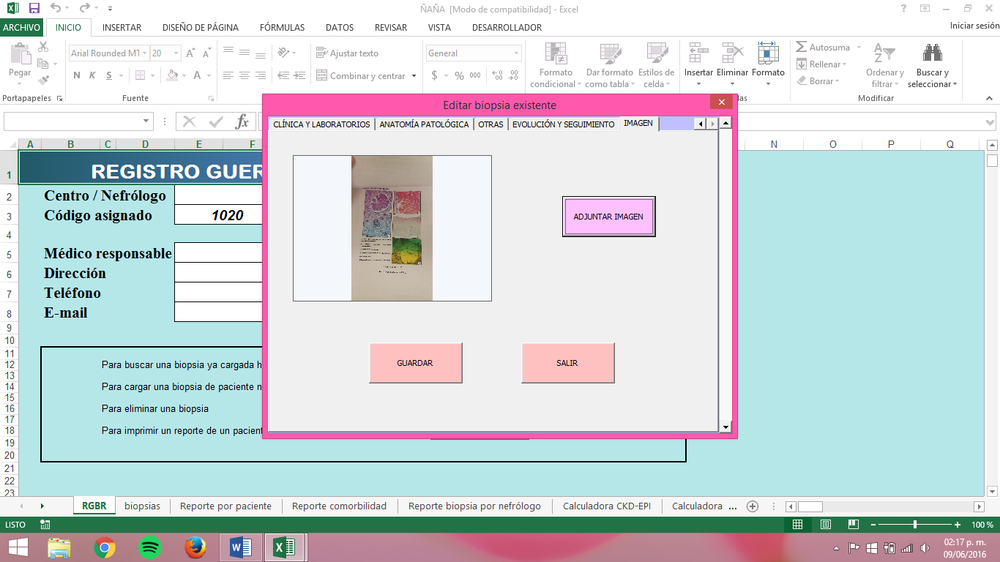 ÑAÑA [Modo de compatibilidad] - Excel
ARCHIVO INICIO INSERTAR DISEÑO DE PÁGINA FÓRMULAS DATOS REVISAR VISTA DESARROLLADOR Iniciar sesión
Pegar
Portapapeles
Arial Rounded MT 20
N K S
Fuente
Ajustar texto
Combinar y centrar
General
$ % 000
Formato condicional
Dar formato como tabla
Estilos de celda
Insertar Eliminar Formato
das
Autosuma
Rellenar
Borrar
Ordenar y filtrar
Buscar y seleccionar
Modificar
fx
Editar biopsia existente
CLÍNICA Y LABORATORIOS ANATOMÍA PATOLÓGICA OTRAS EVOLUCIÓN Y SEGUIMIENTO IMAGEN
ADJUNTAR IMAGEN
GUARDAR SALIR
A B C D E F N O P Q
1 REGISTRO GUER
2 Centro / Nefrólogo
3 Código asignado 1020
4
5 Médico responsable
6 Dirección
7 Teléfono
8 E-mail
9
10
11
12 Para buscar una biopsia ya cargada h
13
14 Para cargar una biopsia de paciente n
15
16 Para eliminar una biopsia
17
18 Para imprimir un reporte de un pacient
19
20
21
22
23
RGBR biopsias Reporte por paciente Reporte comorbilidad Reporte biopsia por nefrólogo Calculadora CKD-EPI Calculadora ...
LISTO 100 %
02:17 p. m.
09/06/2016